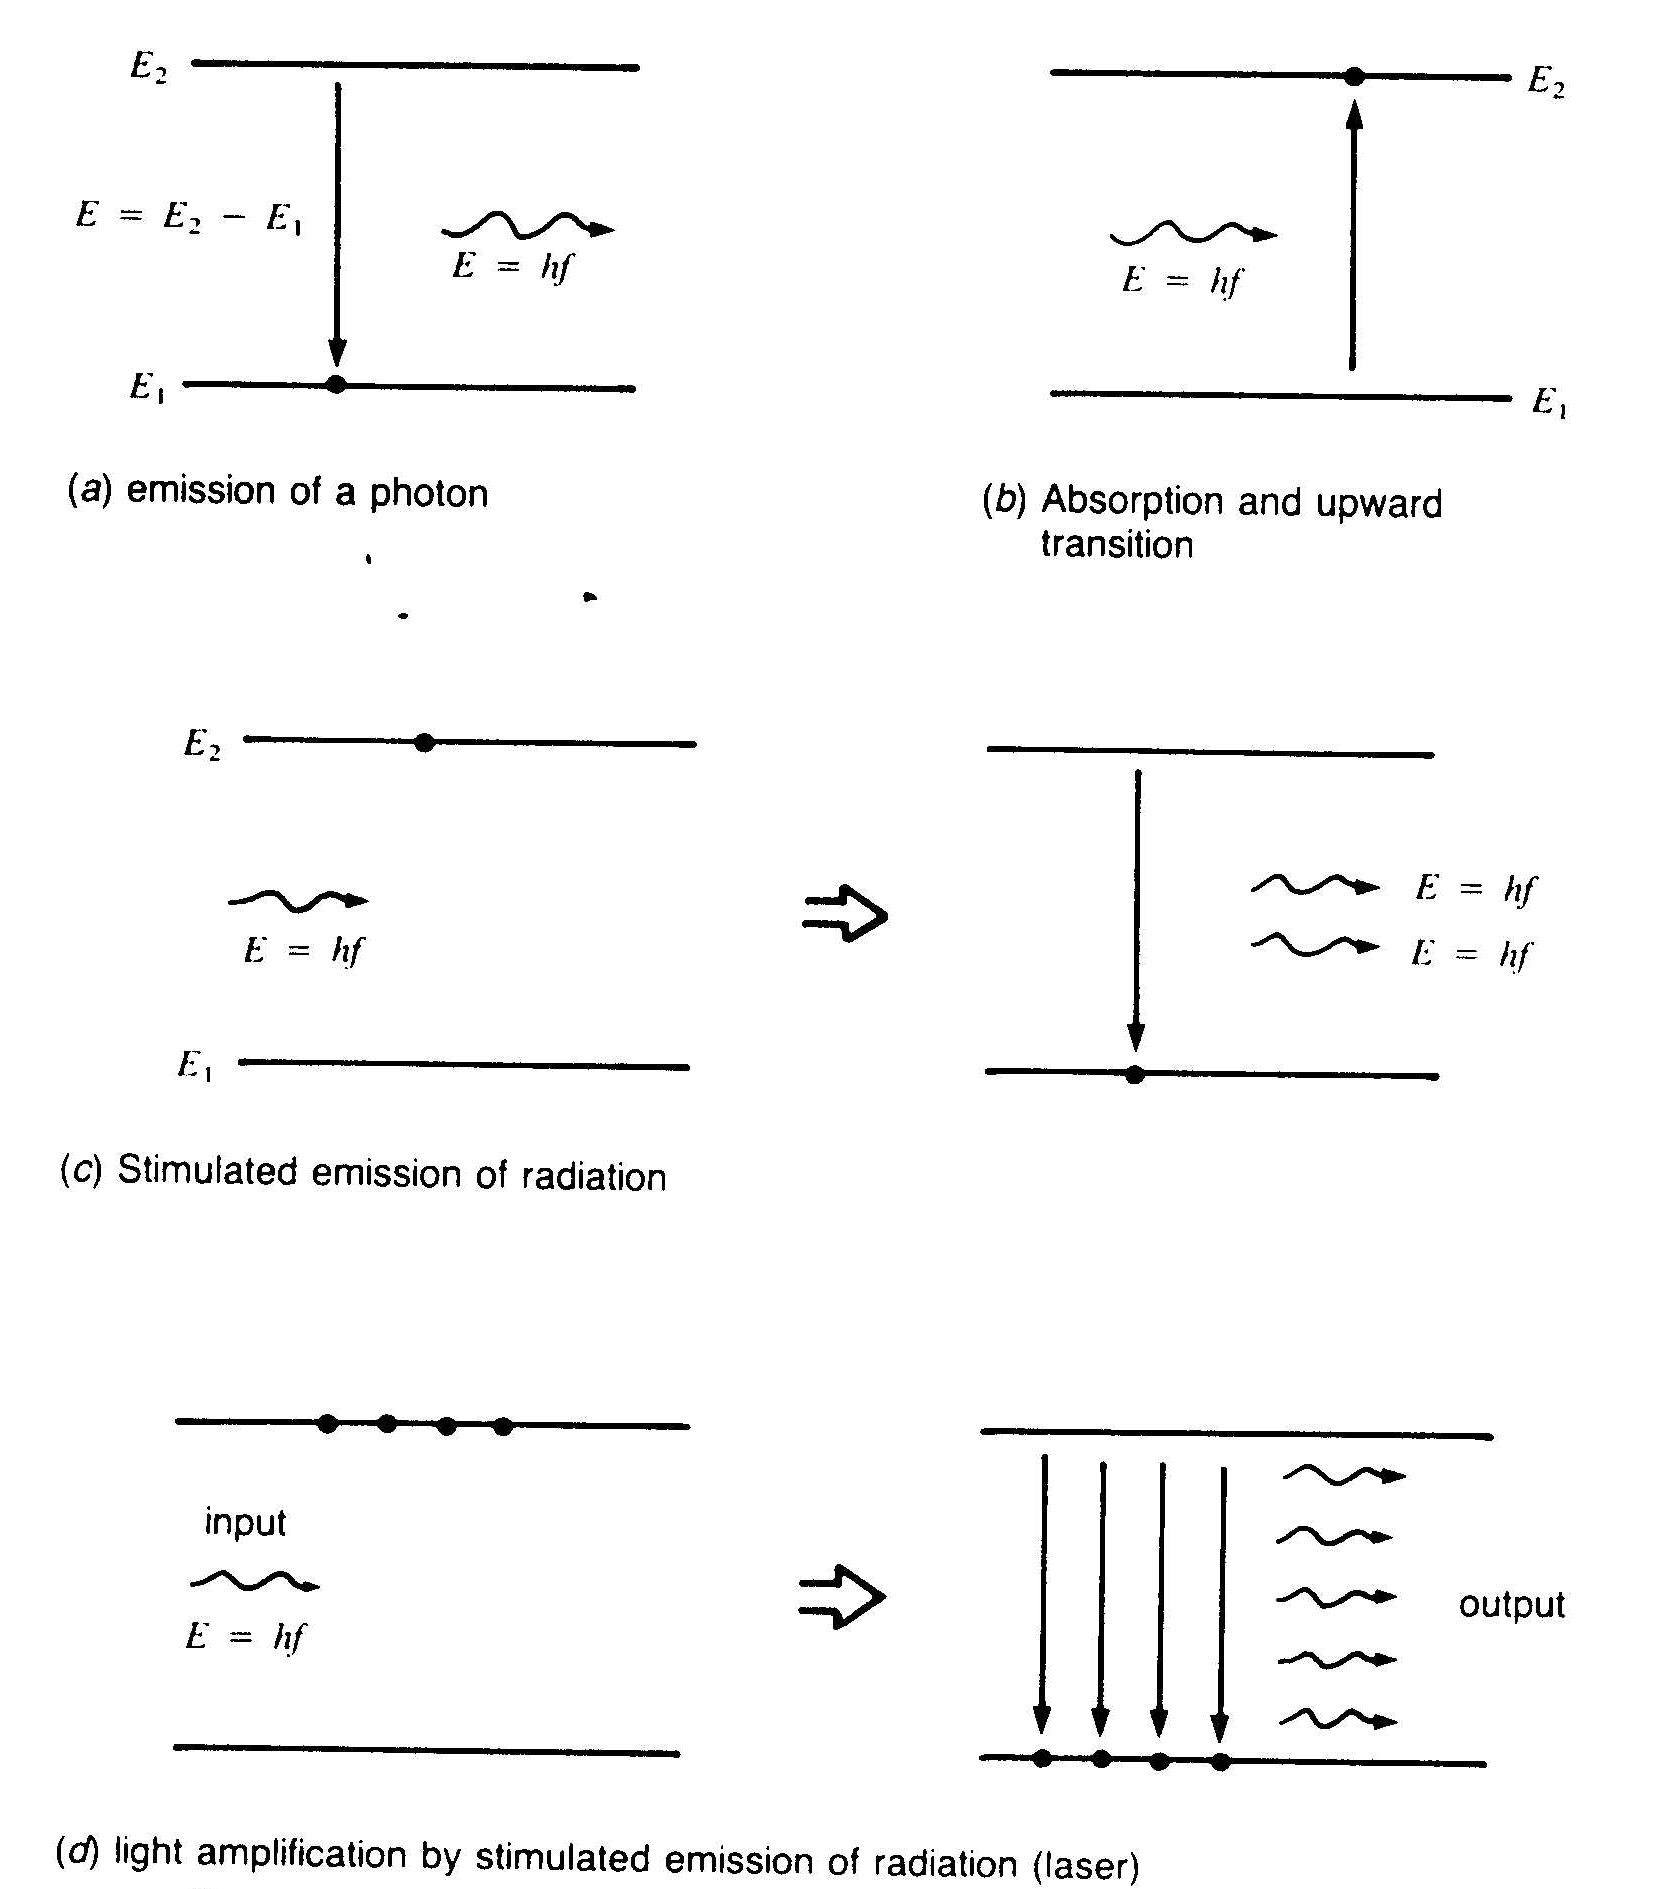 E₂
E₂
E = E₂ − E₁
E = hf
E = hf
E₁
E₁
(a) emission of a photon
(b) Absorption and upward
transition
E₂
E = hf
E = hf
E = hf
E₁
(c) Stimulated emission of radiation
input
output
E = hf
(d) light amplification by stimulated emission of radiation (laser)